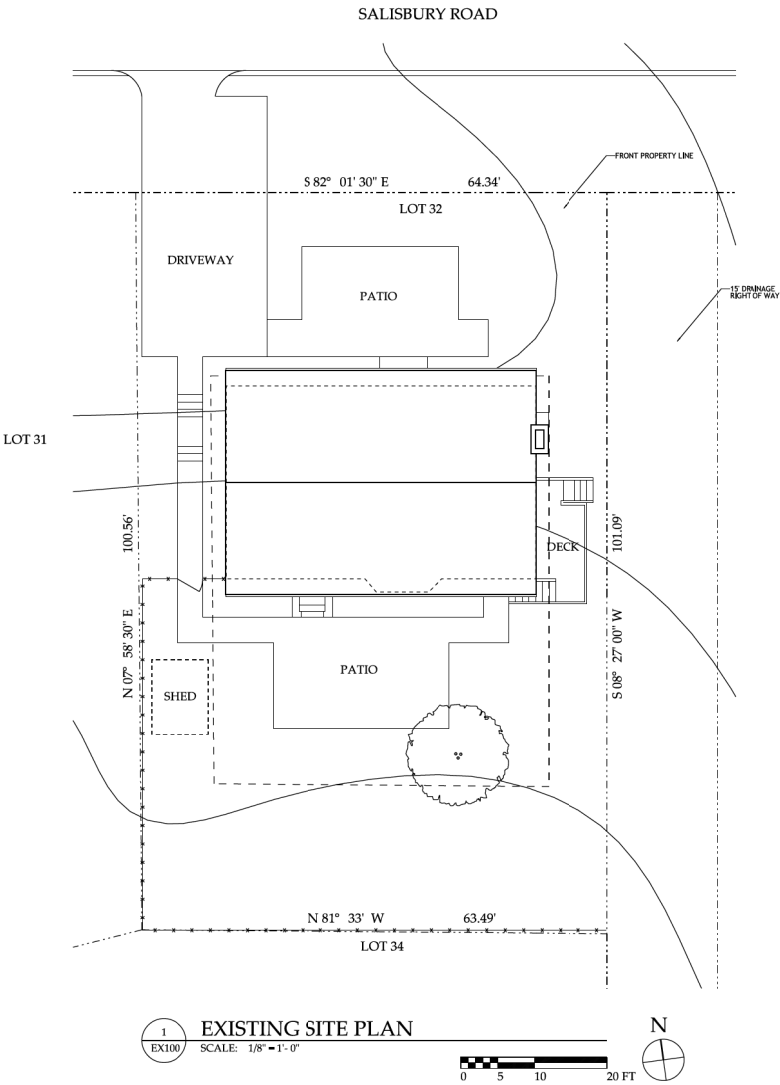 SALISBURY ROAD
FRONT PROPERTY LINE
S 82° 01' 30" E 64.34'
LOT 32
DRIVEWAY
PATIO
15' DRAINAGE
RIGHT OF WAY
LOT 31
100.56'
N 07° 58' 30" E
101.09'
S 08° 27' 00" W
DECK
SHED
PATIO
N 81° 33' W 63.49'
LOT 34
1
EX100
EXISTING SITE PLAN
SCALE: 1/8" = 1'- 0"
N
0 5 10 20 FT